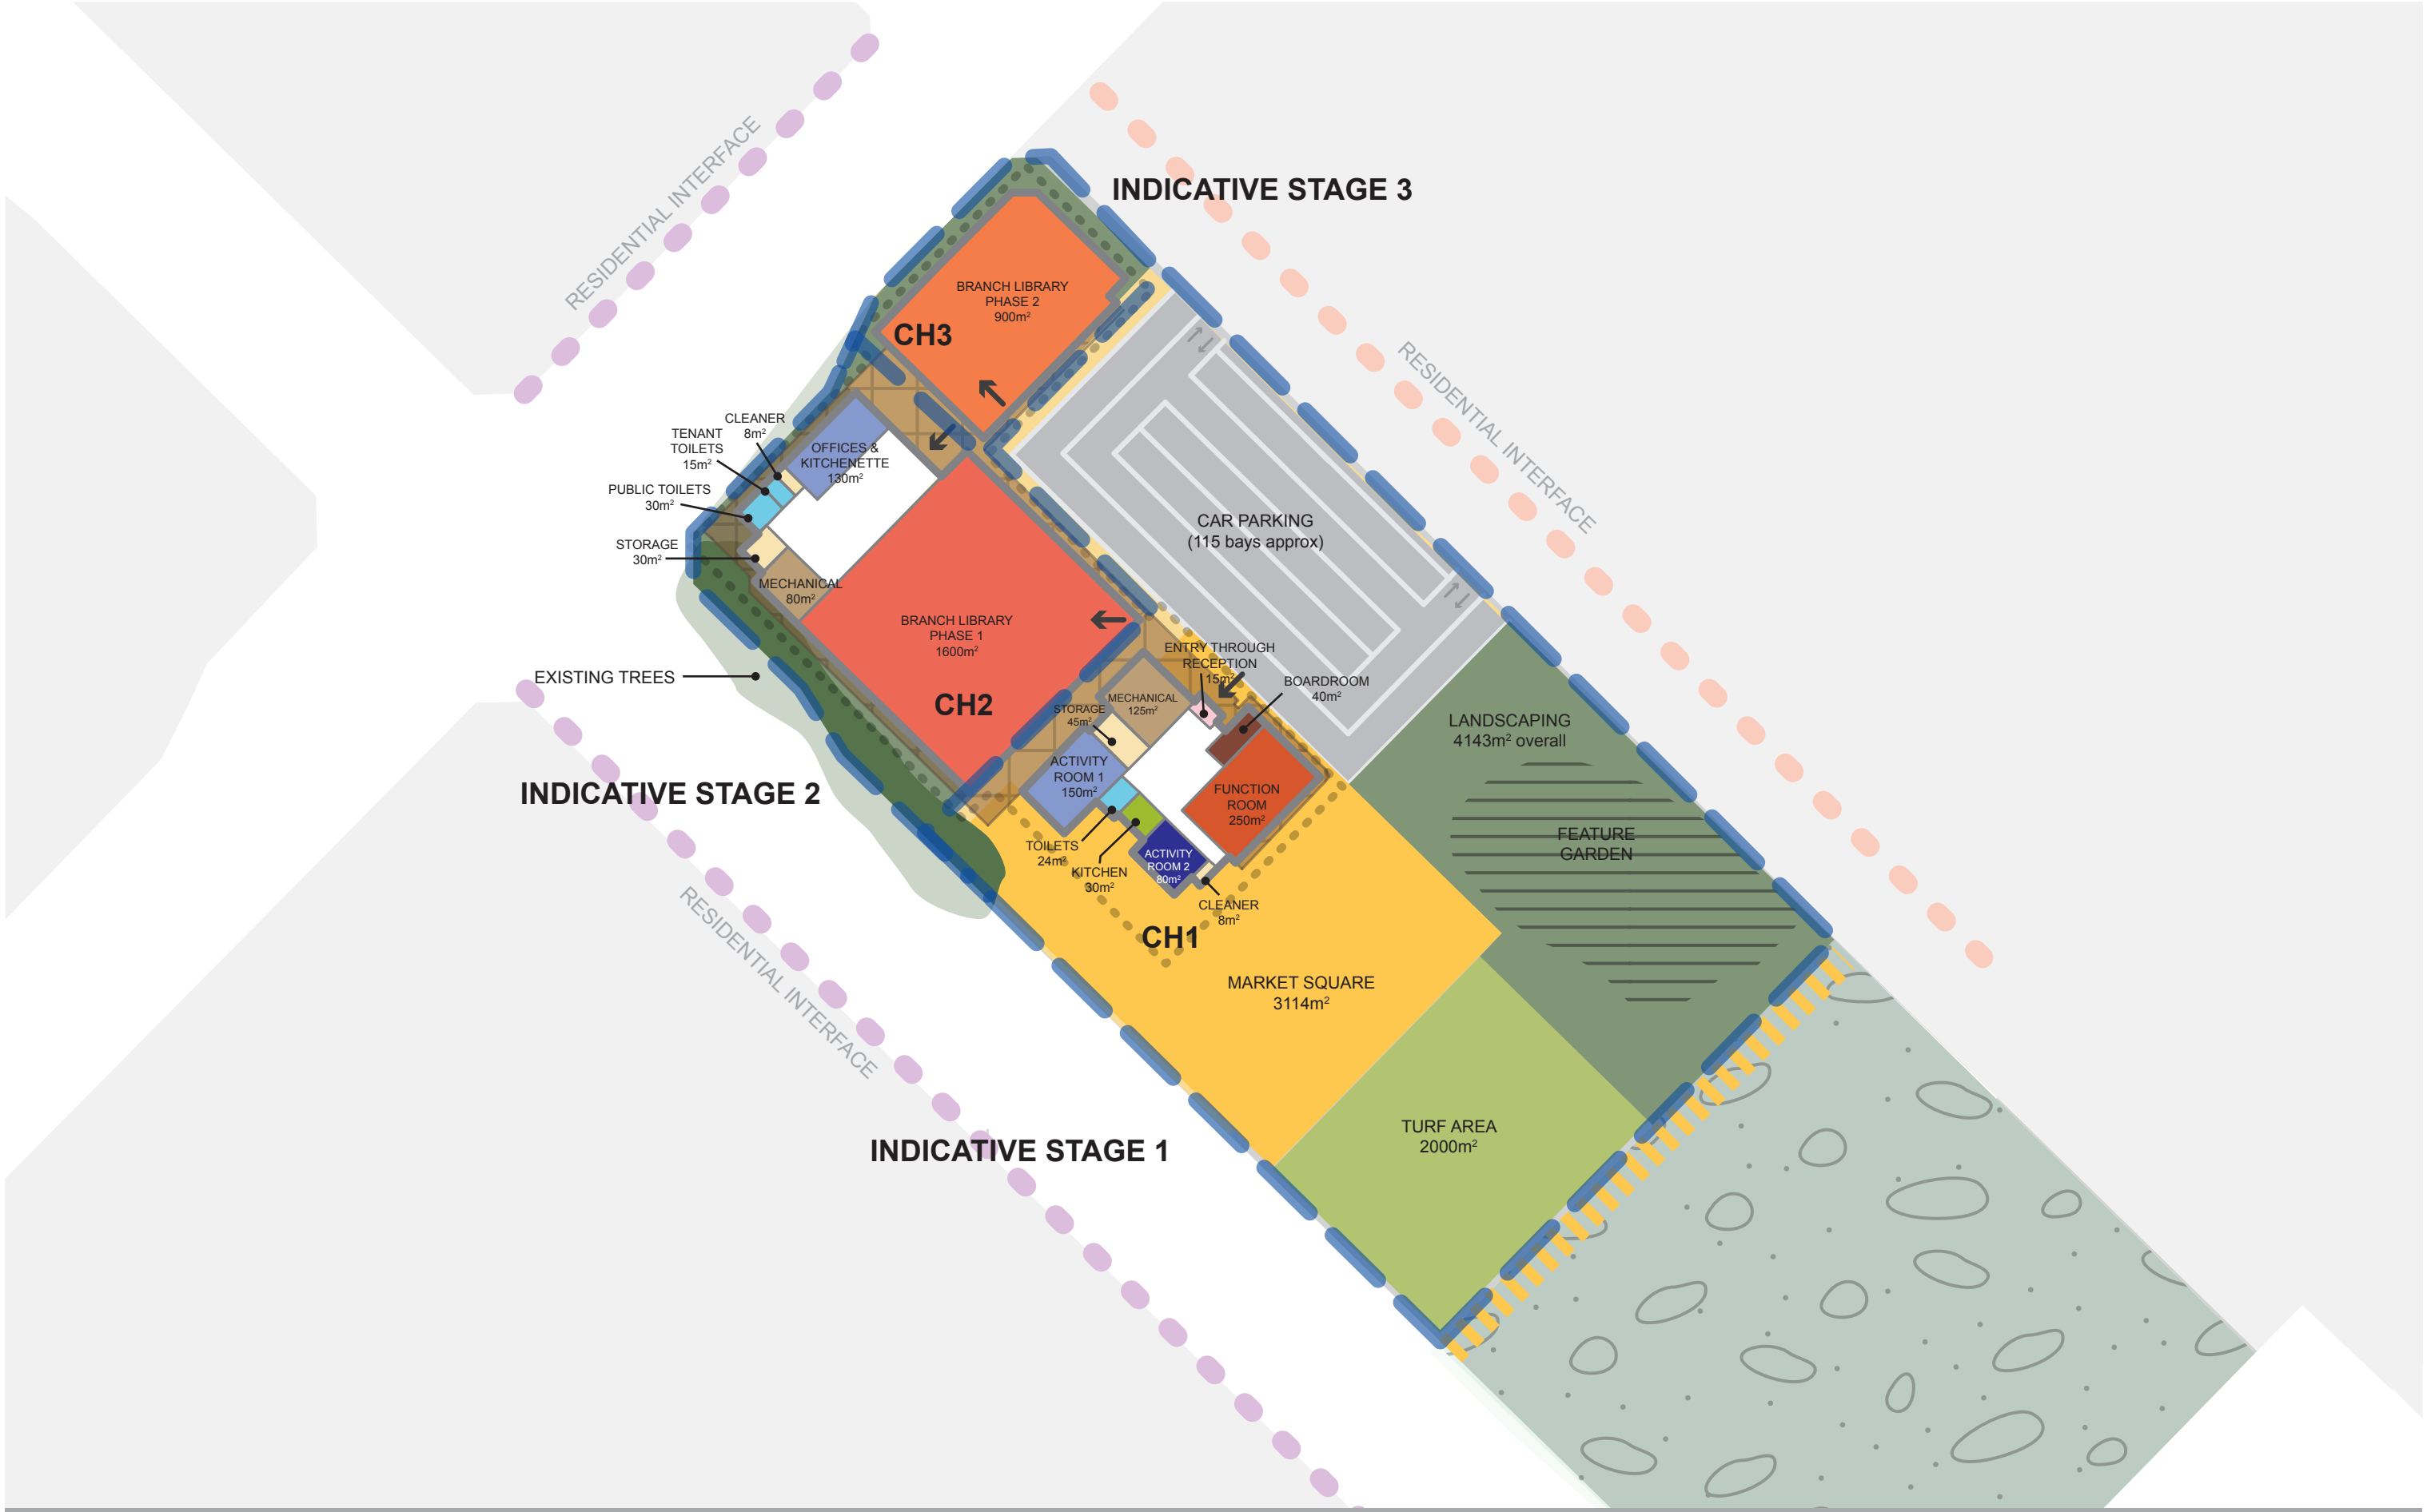 RESIDENTIAL INTERFACE
INDICATIVE STAGE 3
BRANCH LIBRARY
PHASE 2
900m²
CH3
RESIDENTIAL INTERFACE
CLEANER
8m²
TENANT
TOILETS
15m²
OFFICES &
KITCHENETTE
130m²
PUBLIC TOILETS
30m²
STORAGE
30m²
MECHANICAL
80m²
CAR PARKING
(115 bays approx)
BRANCH LIBRARY
PHASE 1
1600m²
ENTRY THROUGH
RECEPTION
15m²
BOARDROOM
40m²
EXISTING TREES
CH2
MECHANICAL
125m²
STORAGE
45m²
LANDSCAPING
4143m² overall
ACTIVITY
ROOM 1
150m²
FUNCTION
ROOM
250m²
INDICATIVE STAGE 2
FEATURE
GARDEN
TOILETS
24m²
KITCHEN
30m²
ACTIVITY
ROOM 2
80m²
CLEANER
8m²
CH1
RESIDENTIAL INTERFACE
MARKET SQUARE
3114m²
INDICATIVE STAGE 1
TURF AREA
2000m²